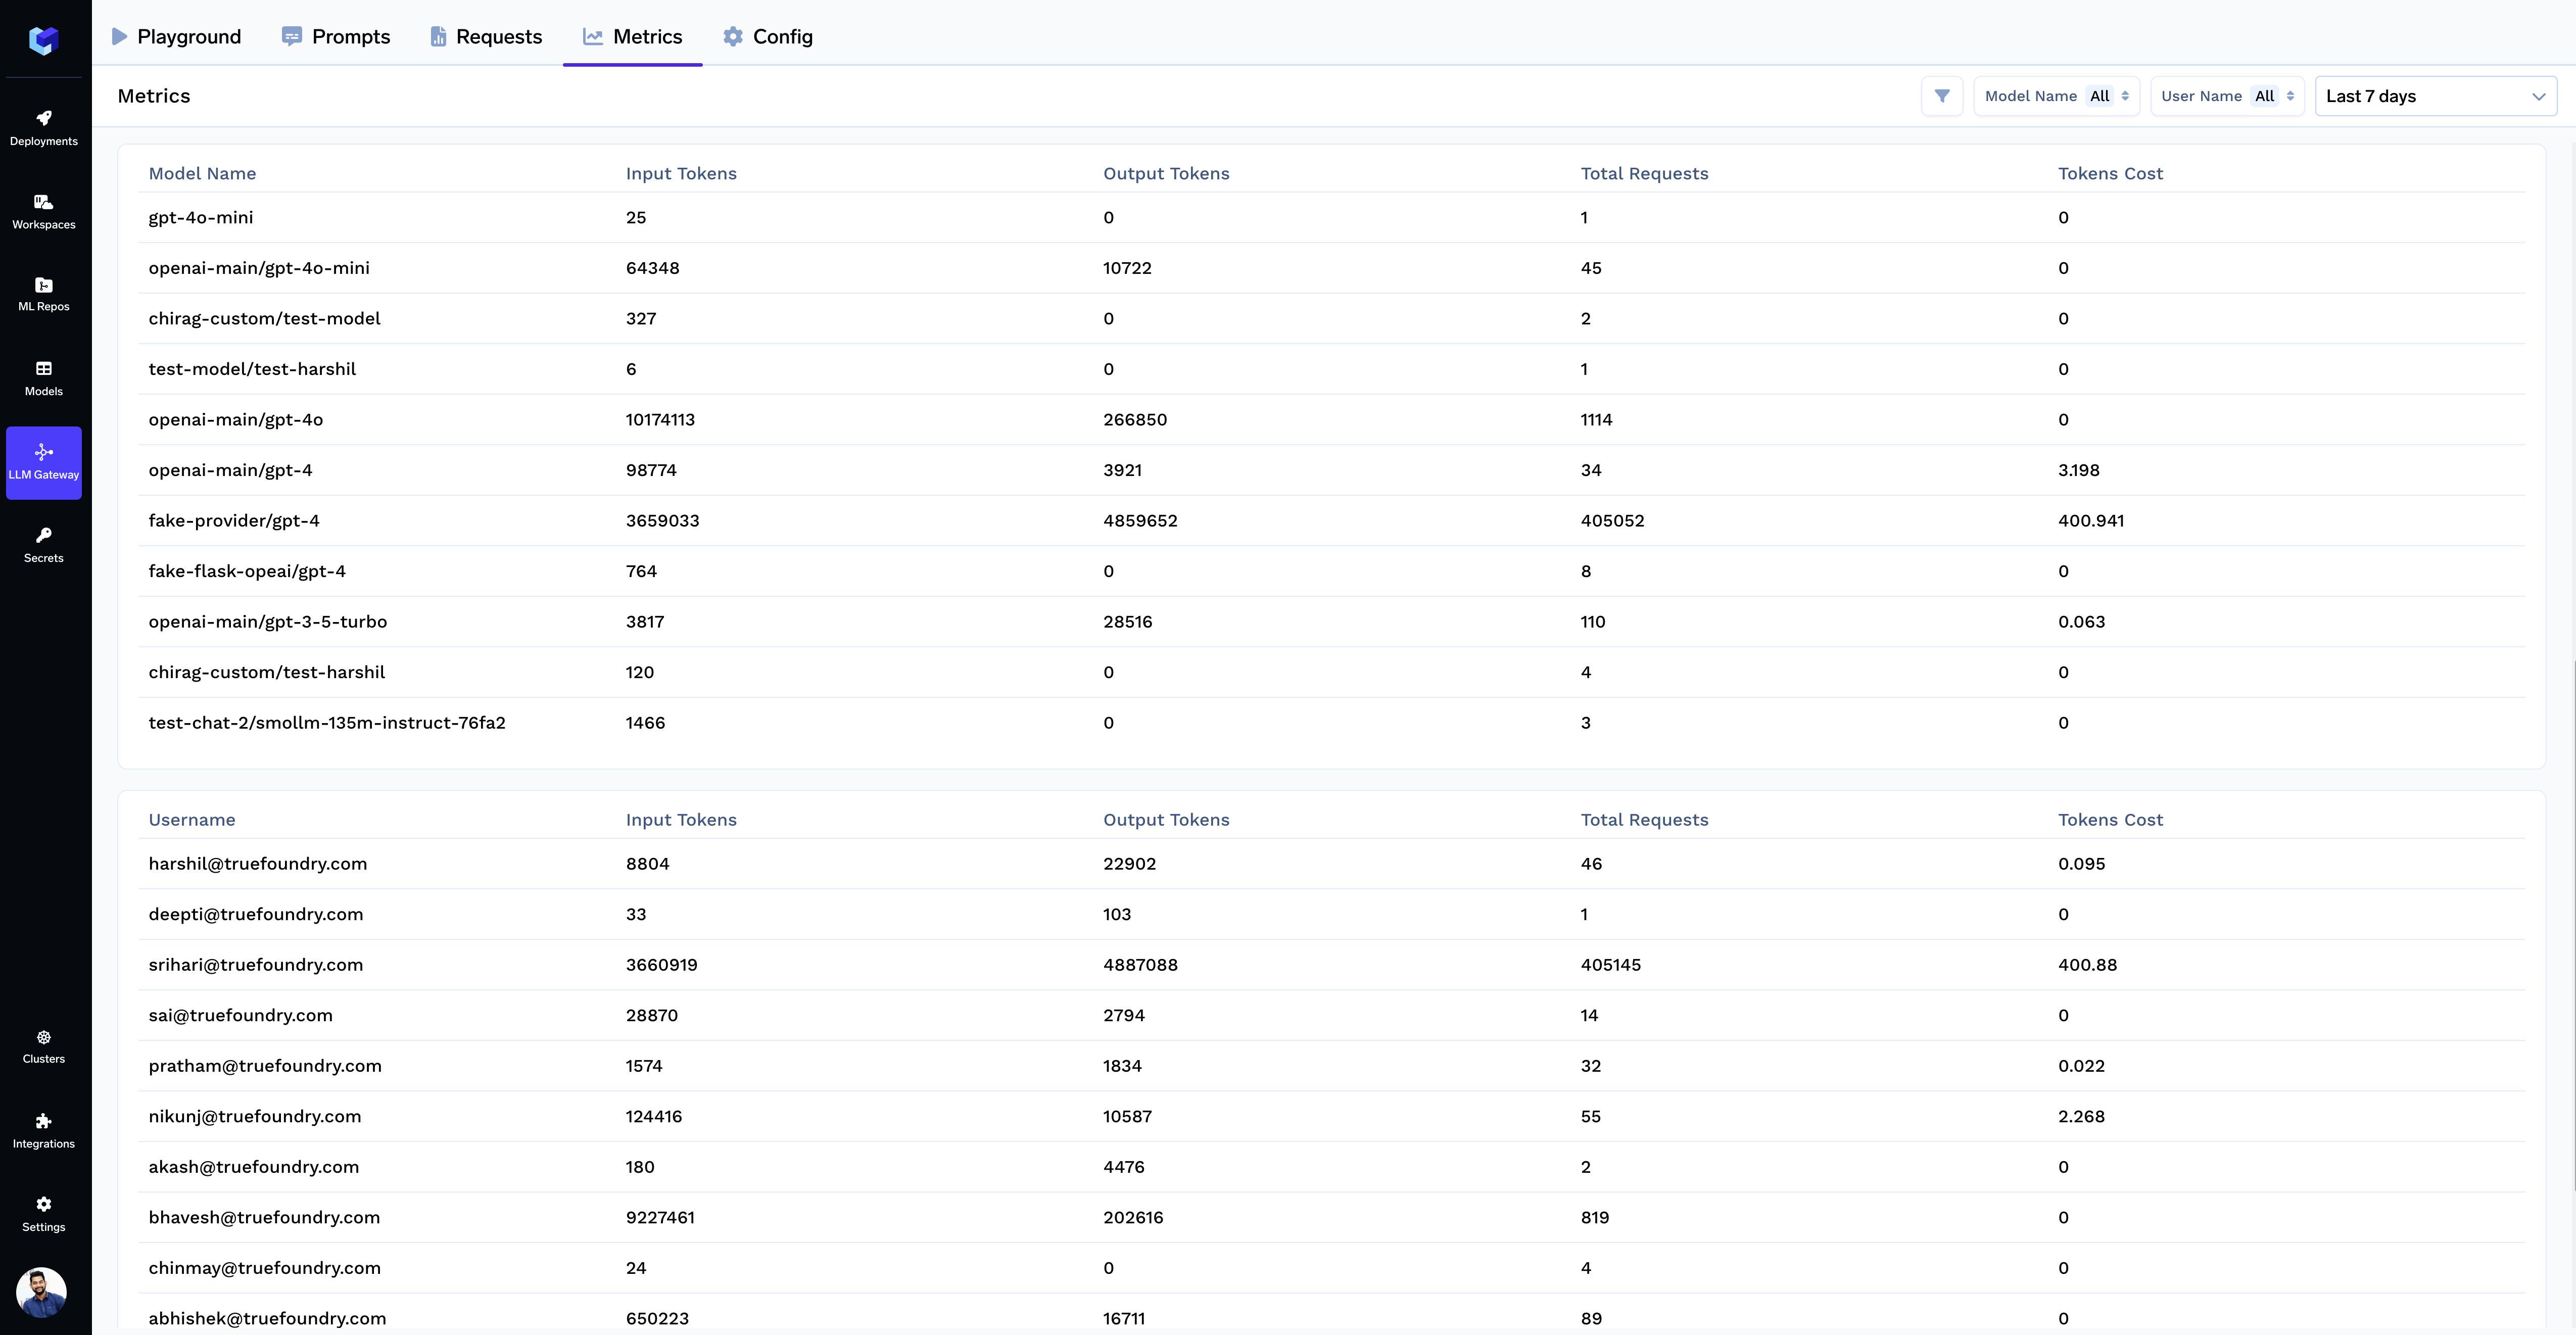 Playground Prompts Requests Metrics Config
Metrics Model Name All User Name All Last 7 days
Deployments
Workspaces
ML Repos
Models
LLM Gateway
Secrets
Clusters
Integrations
Settings
Model Name Input Tokens Output Tokens Total Requests Tokens Cost
gpt-4o-mini 25 0 1 0
openai-main/gpt-4o-mini 64348 10722 45 0
chirag-custom/test-model 327 0 2 0
test-model/test-harshil 6 0 1 0
openai-main/gpt-4o 10174113 266850 1114 0
openai-main/gpt-4 98774 3921 34 3.198
fake-provider/gpt-4 3659033 4859652 405052 400.941
fake-flask-opeai/gpt-4 764 0 8 0
openai-main/gpt-3-5-turbo 3817 28516 110 0.063
chirag-custom/test-harshil 120 0 4 0
test-chat-2/smollm-135m-instruct-76fa2 1466 0 3 0
Username Input Tokens Output Tokens Total Requests Tokens Cost
harshil@truefoundry.com 8804 22902 46 0.095
deepti@truefoundry.com 33 103 1 0
srihari@truefoundry.com 3660919 4887088 405145 400.88
sai@truefoundry.com 28870 2794 14 0
pratham@truefoundry.com 1574 1834 32 0.022
nikunj@truefoundry.com 124416 10587 55 2.268
akash@truefoundry.com 180 4476 2 0
bhavesh@truefoundry.com 9227461 202616 819 0
chinmay@truefoundry.com 24 0 4 0
abhishek@truefoundry.com 650223 16711 89 0